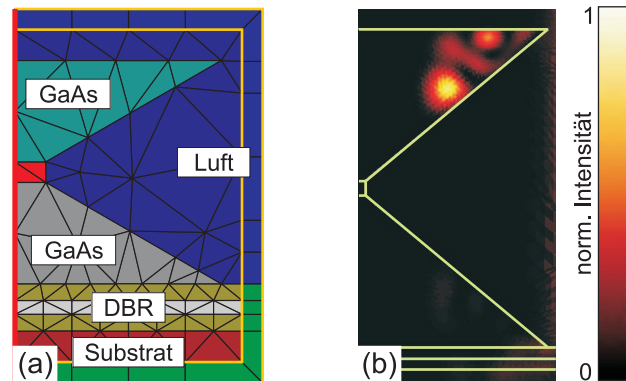 GaAs
Luft
GaAs
DBR
Substrat
(a)
(b)
1
norm. Intensität
0